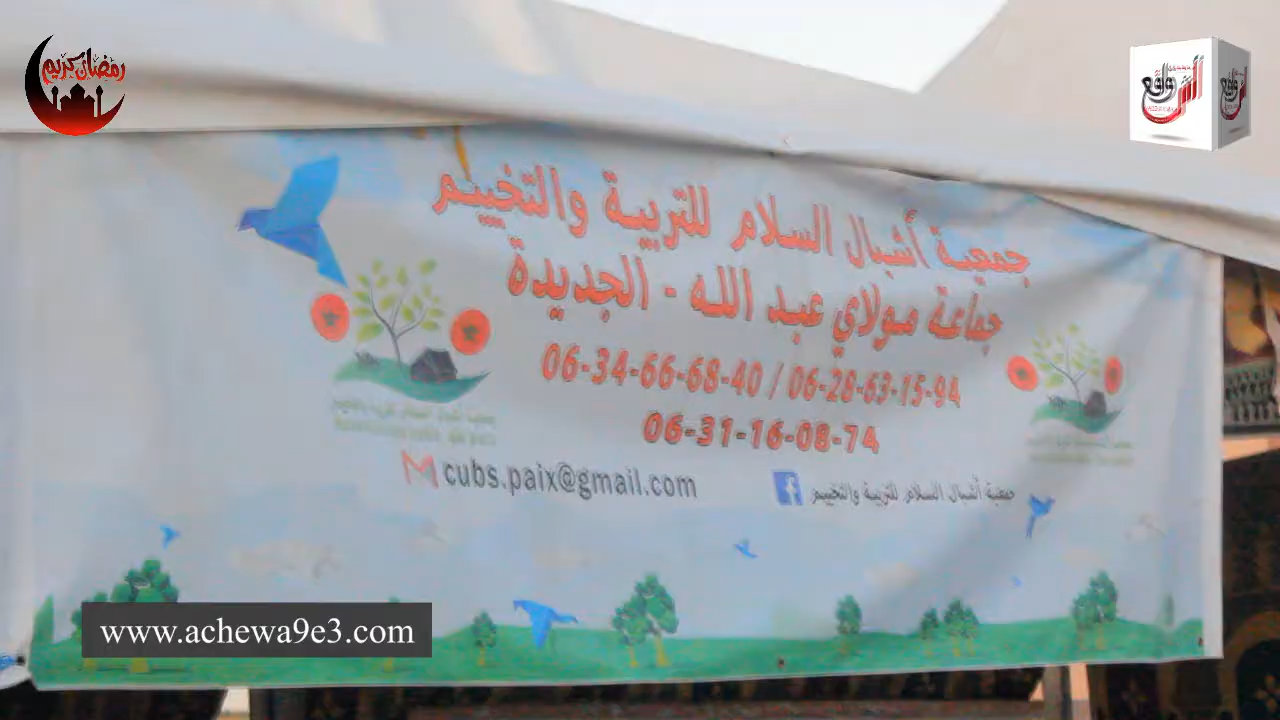 رمضان كريم
جمعية أشبال السلام للتربية والتخييم
جماعة مولاي عبد الله - الجديدة
06-34-66-68-40 / 06-28-63-15-94
06-31-16-08-74
cubs.paix@gmail.com
جمعية أشبال السلام للتربية والتخييم
www.achewa9e3.com